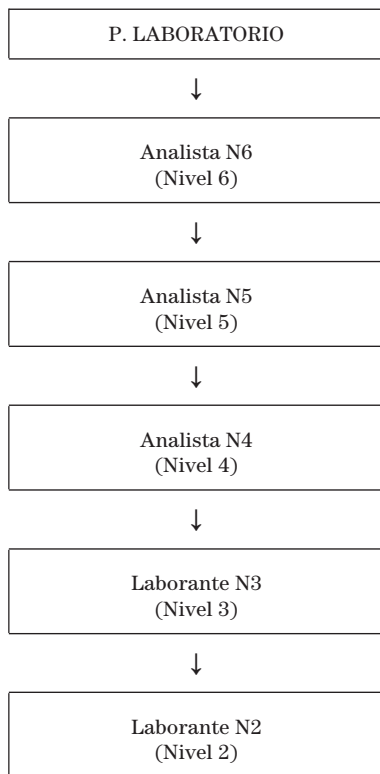 P. LABORATORIO
↓
Analista N6
(Nivel 6)
↓
Analista N5
(Nivel 5)
↓
Analista N4
(Nivel 4)
↓
Laborante N3
(Nivel 3)
↓
Laborante N2
(Nivel 2)